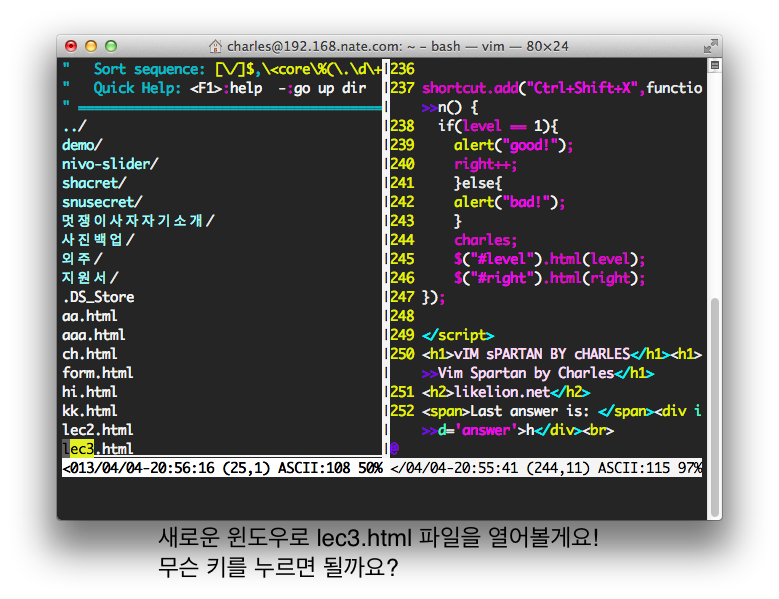 charles@192.168.nate.com: ~ - bash — vim — 80×24
"   Sort sequence: [\/]$,\<core\%(\.\d\+
"   Quick Help: <F1>:help  -:go up dir
" ========================================
../
demo/
nivo-slider/
shacret/
snusecret/
멋쟁이사자자기소개/
사진백업/
외주/
지원서/
.DS_Store
aa.html
aaa.html
ch.html
form.html
hi.html
kk.html
lec2.html
lec3.html
<013/04/04-20:56:16 (25,1) ASCII:108 50%
236
237 shortcut.add("Ctrl+Shift+X",functio
>>n() {
238   if(level == 1){
239     alert("good!");
240     right++;
241     }else{
242     alert("bad!");
243     }
244     charles;
245     $("#level").html(level);
246     $("#right").html(right);
247 });
248
249 </script>
250 <h1>vIM sPARTAN BY cHARLES</h1><h1>
>>Vim Spartan by Charles</h1>
251 <h2>likelion.net</h2>
252 <span>Last answer is: </span><div i
>>d='answer'>h</div><br>
@
</04/04-20:55:41 (244,11) ASCII:115 97%
새로운 윈도우로 lec3.html 파일을 열어볼게요!
무슨 키를 누르면 될까요?